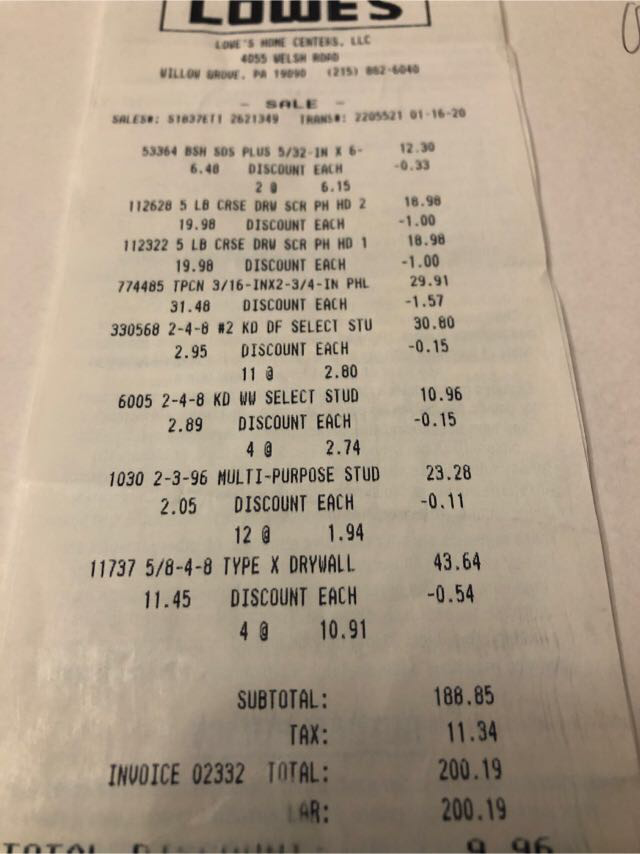 LOWE'S
LOWE'S HOME CENTERS, LLC
4055 WELSH ROAD
WILLOW GROVE, PA 19090 (215) 862-6040
- SALE -
SALES#: S1837ET1 2621349 TRANS#: 2205521 01-16-20
53364 BSH SDS PLUS 5/32-IN X 6- 12.30
6.48 DISCOUNT EACH -0.33
2 @ 6.15
112628 5 LB CRSE DRW SCR PH HD 2 18.98
19.98 DISCOUNT EACH -1.00
112322 5 LB CRSE DRW SCR PH HD 1 18.98
19.98 DISCOUNT EACH -1.00
774485 TPCN 3/16-INX2-3/4-IN PHL 29.91
31.48 DISCOUNT EACH -1.57
330568 2-4-8 #2 KD DF SELECT STU 30.80
2.95 DISCOUNT EACH -0.15
11 @ 2.80
6005 2-4-8 KD WW SELECT STUD 10.96
2.89 DISCOUNT EACH -0.15
4 @ 2.74
1030 2-3-96 MULTI-PURPOSE STUD 23.28
2.05 DISCOUNT EACH -0.11
12 @ 1.94
11737 5/8-4-8 TYPE X DRYWALL 43.64
11.45 DISCOUNT EACH -0.54
4 @ 10.91
SUBTOTAL: 188.85
TAX: 11.34
INVOICE 02332 TOTAL: 200.19
LAR: 200.19
TOTAL DISCOUNT: 9.96